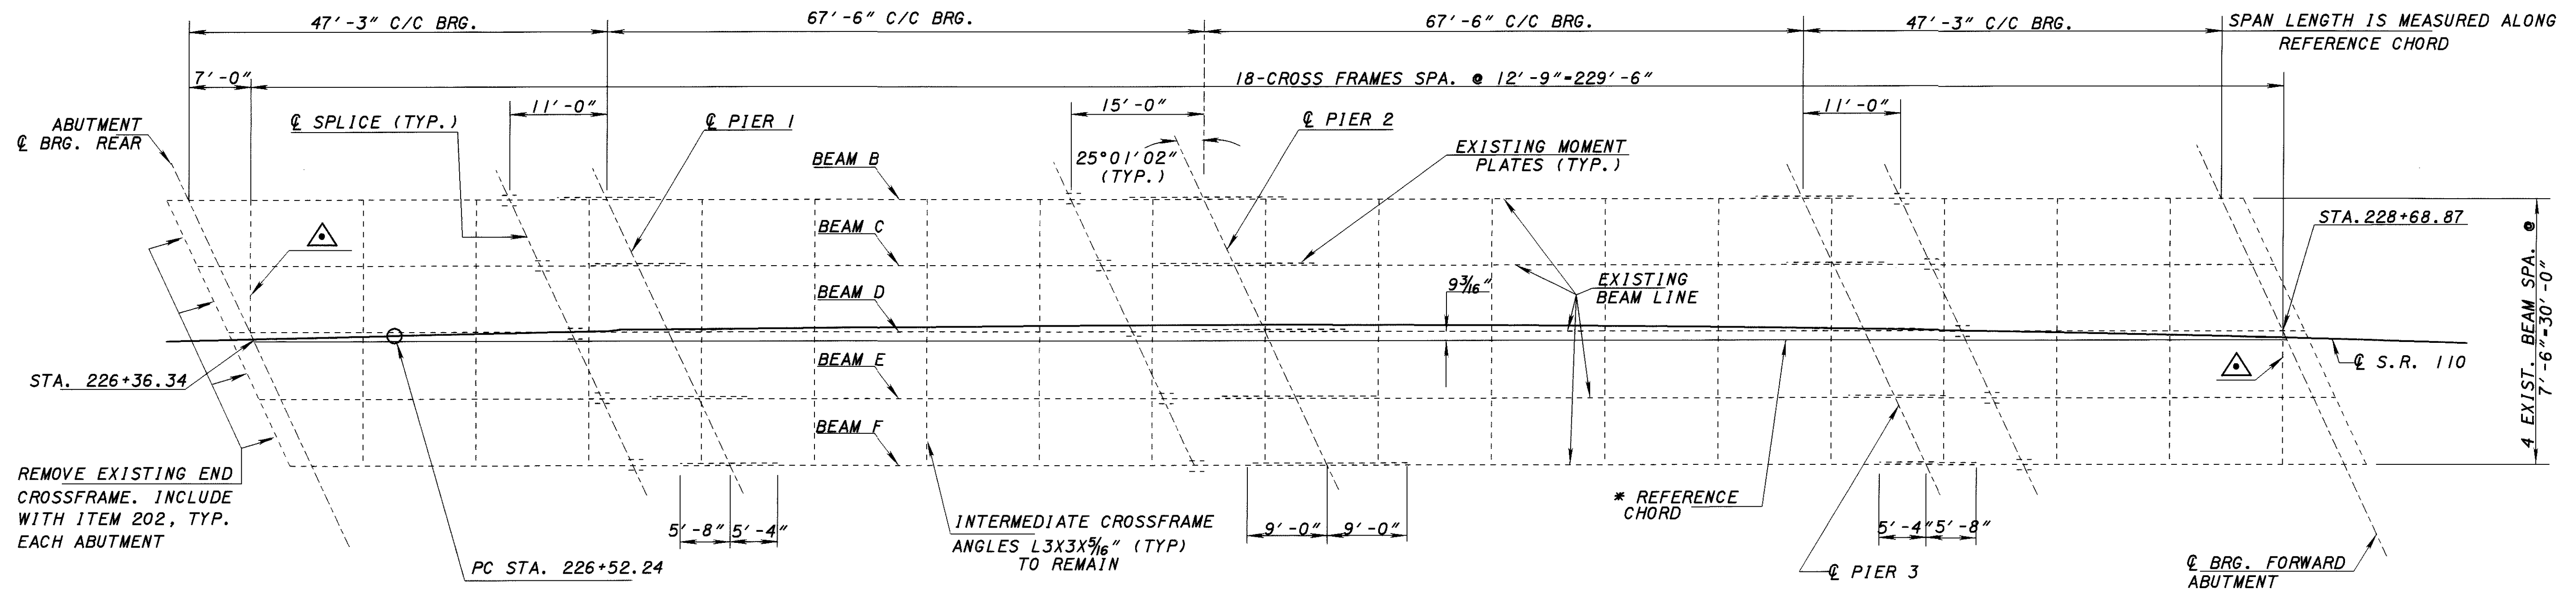 47'-3" C/C BRG.
67'-6" C/C BRG.
67'-6" C/C BRG.
47'-3" C/C BRG.
SPAN LENGTH IS MEASURED ALONG
REFERENCE CHORD
7'-0"
18-CROSS FRAMES SPA. @ 12'-9"=229'-6"
ABUTMENT
℄ BRG. REAR
℄ SPLICE (TYP.)
11'-0"
℄ PIER 1
15'-0"
25°01'02"
(TYP.)
℄ PIER 2
11'-0"
BEAM B
EXISTING MOMENT
PLATES (TYP.)
BEAM C
STA.228+68.87
BEAM D
9 3/16"
EXISTING
BEAM LINE
4 EXIST. BEAM SPA. @
7'-6"=30'-0"
STA. 226+36.34
BEAM E
℄ S.R. 110
BEAM F
REMOVE EXISTING END
CROSSFRAME. INCLUDE
WITH ITEM 202, TYP.
EACH ABUTMENT
5'-8"
5'-4"
INTERMEDIATE CROSSFRAME
ANGLES L3X3X5/16" (TYP)
TO REMAIN
9'-0"
9'-0"
* REFERENCE
CHORD
5'-4"
5'-8"
PC STA. 226+52.24
℄ PIER 3
℄ BRG. FORWARD
ABUTMENT